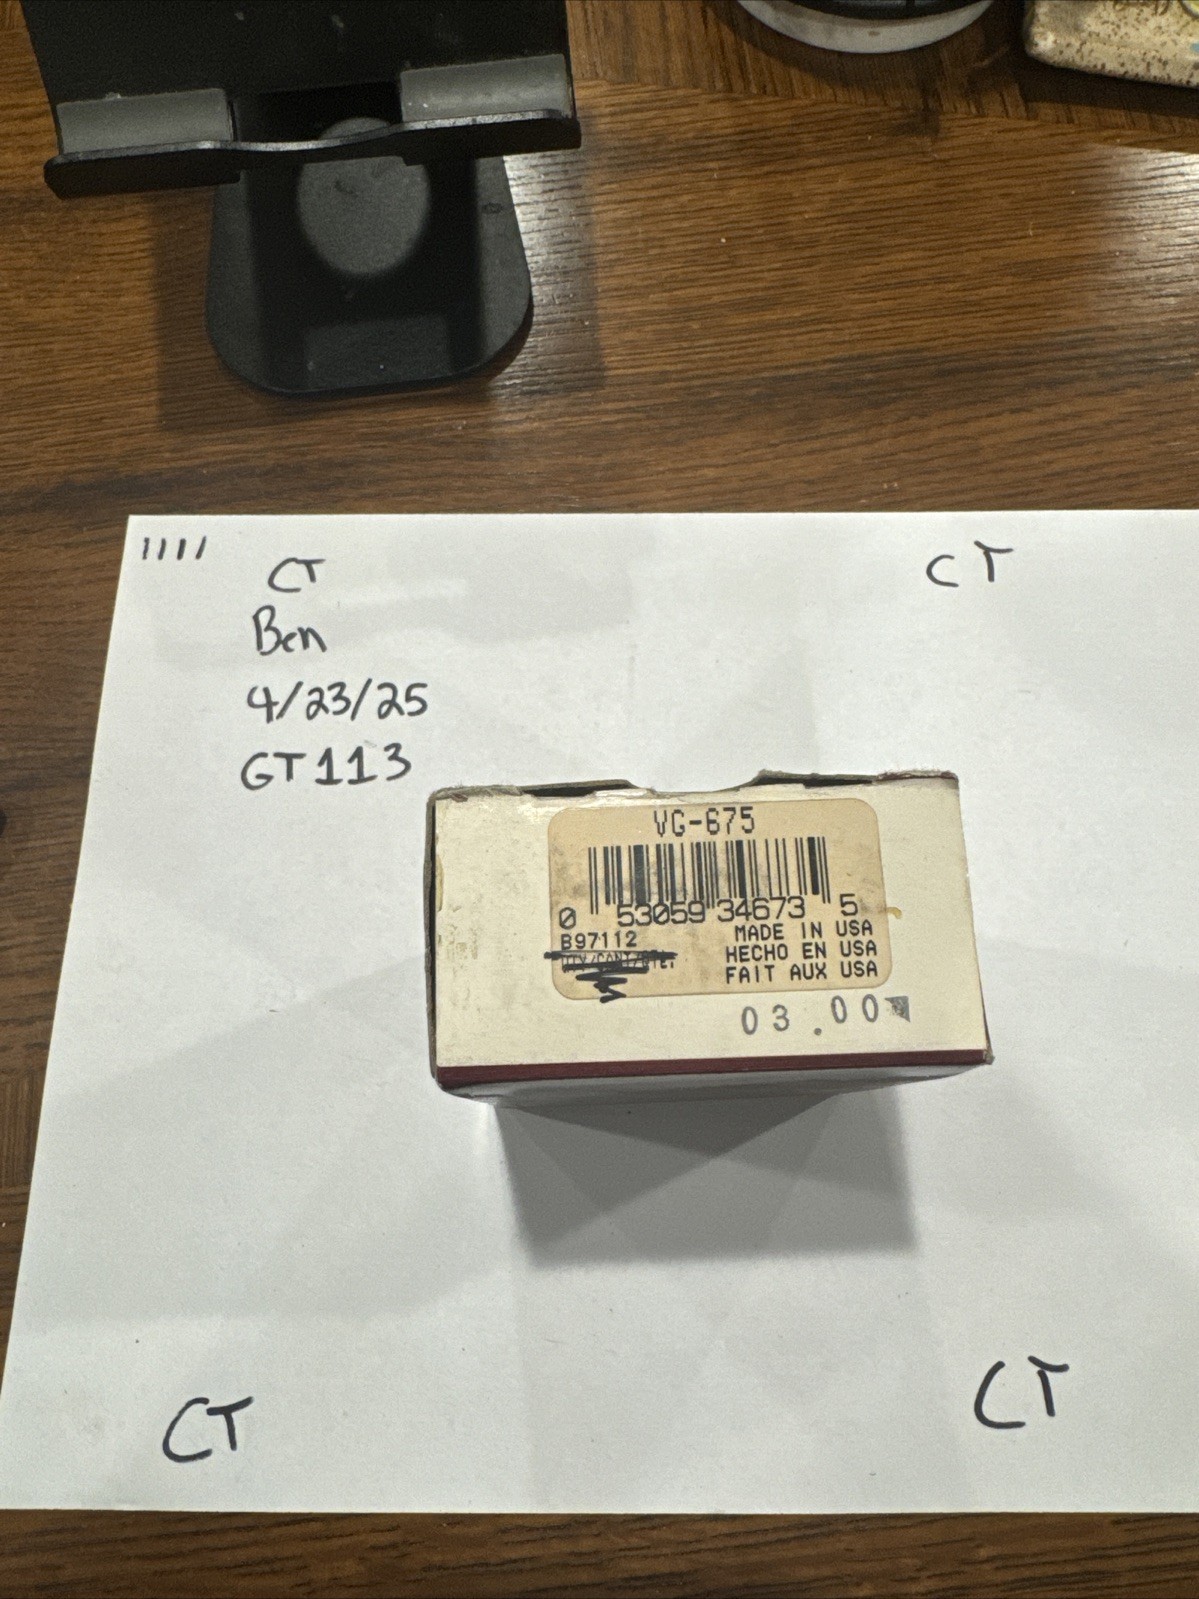 1111
CT
CT
Ben
4/23/25
GT113
VG-675
0 53059 34673 5
B97112
MADE IN USA
HECHO EN USA
FAIT AUX USA
03.00
CT
CT